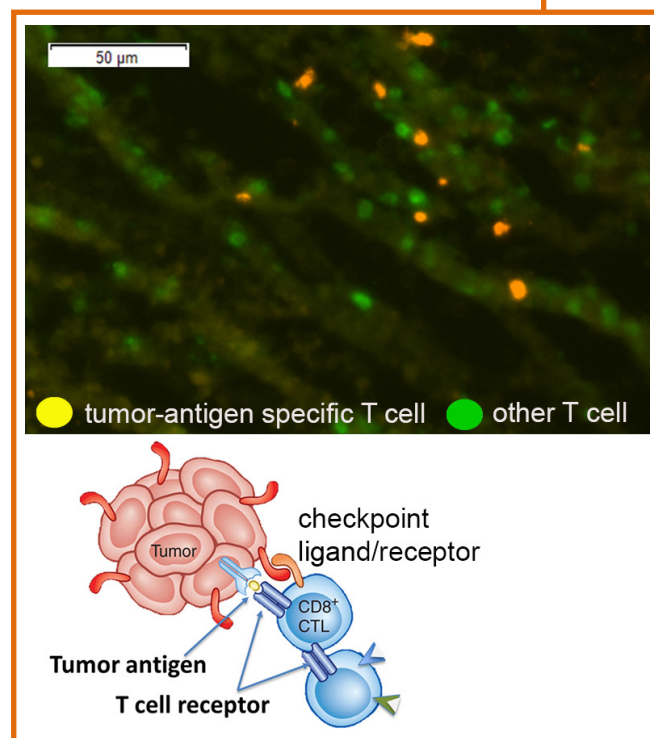 50 µm
tumor-antigen specific T cell
other T cell
checkpoint
ligand/receptor
Tumor
CD8⁺
CTL
Tumor antigen
T cell receptor